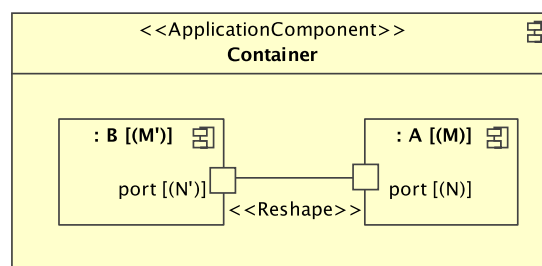 <<ApplicationComponent>>
Container
: B [(M')]
: A [(M)]
port [(N')]
port [(N)]
<<Reshape>>